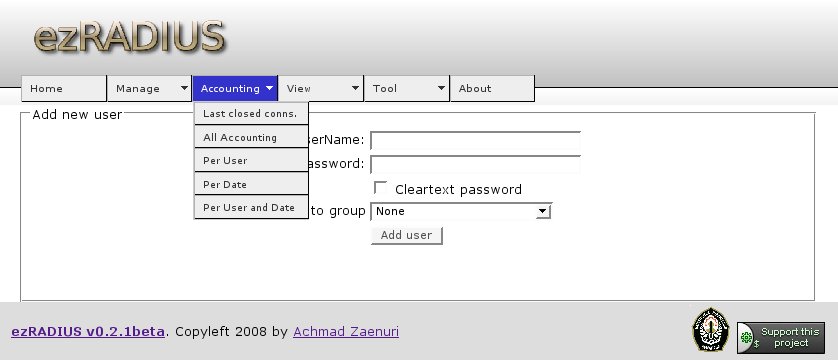 ezRADIUS
Home Manage Accounting View Tool About
Last closed conns.
All Accounting
Per User
Per Date
Per User and Date
Add new user
serName:
assword:
Cleartext password
to group None
Add user
ezRADIUS v0.2.1beta. Copyleft 2008 by Achmad Zaenuri
$ Support this
project